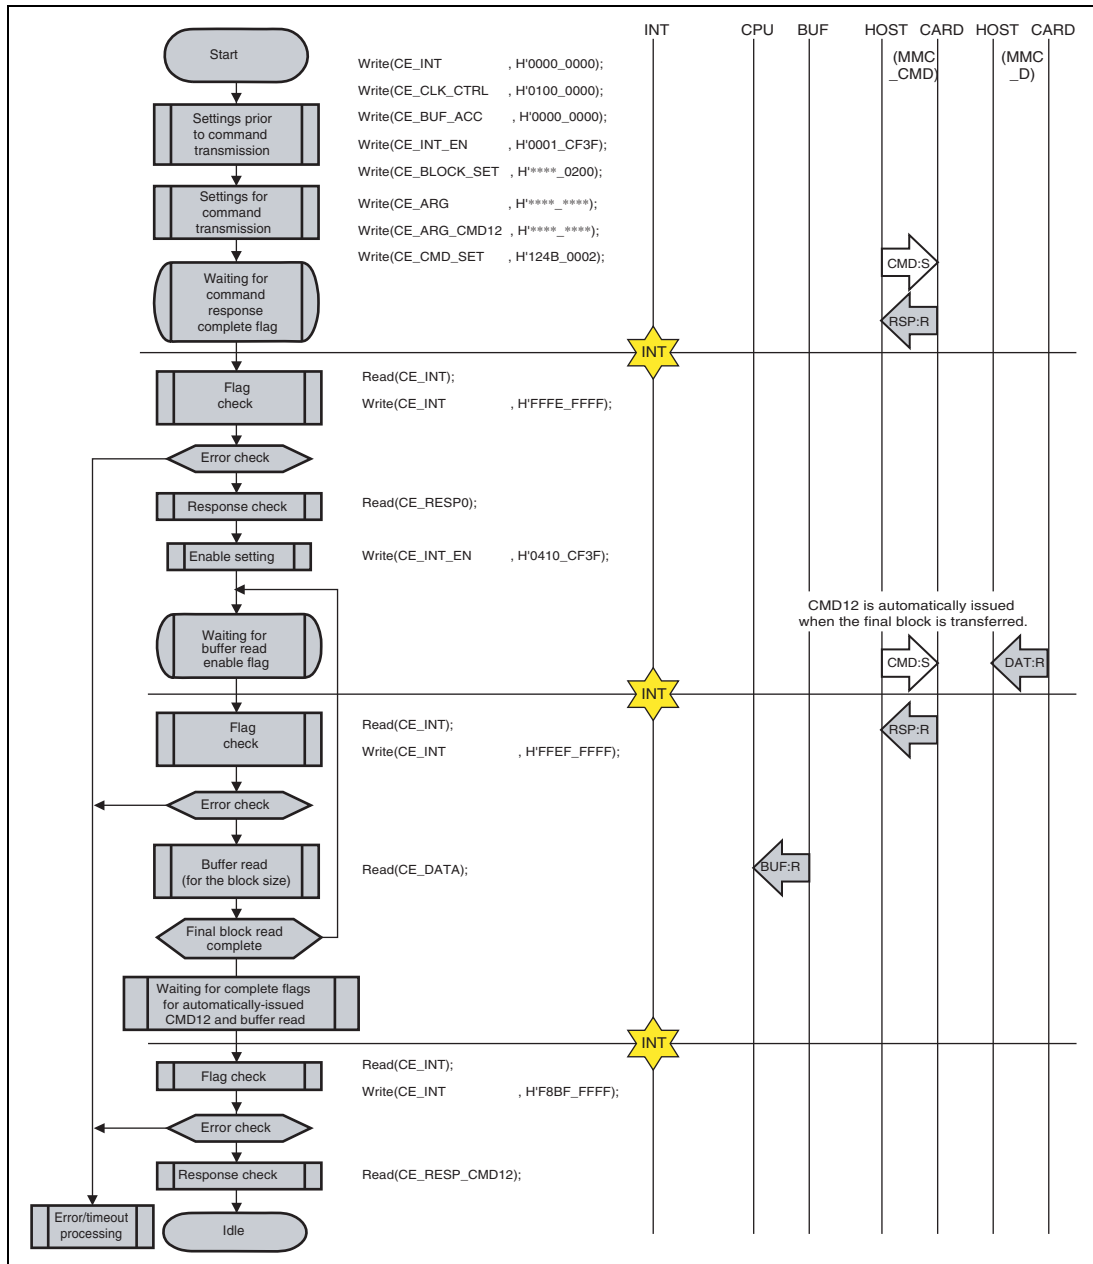 INT CPU BUF HOST CARD HOST CARD
(MMC _CMD) (MMC _D)
Start
Write(CE_INT , H'0000_0000);
Write(CE_CLK_CTRL , H'0100_0000);
Settings prior
to command
transmission
Write(CE_BUF_ACC , H'0000_0000);
Write(CE_INT_EN , H'0001_CF3F);
Write(CE_BLOCK_SET , H'****_0200);
Settings for
command
transmission
Write(CE_ARG , H'****_****);
Write(CE_ARG_CMD12 , H'****_****);
Write(CE_CMD_SET , H'124B_0002);
CMD:S
Waiting for
command
response
complete flag
RSP:R
INT
Flag
check
Read(CE_INT);
Write(CE_INT , H'FFFE_FFFF);
Error check
Response check
Read(CE_RESP0);
Enable setting
Write(CE_INT_EN , H'0410_CF3F);
CMD12 is automatically issued
when the final block is transferred.
Waiting for
buffer read
enable flag
CMD:S
DAT:R
INT
Flag
check
Read(CE_INT);
Write(CE_INT , H'FFEF_FFFF);
RSP:R
Error check
Buffer read
(for the block size)
Read(CE_DATA);
BUF:R
Final block read
complete
Waiting for complete flags
for automatically-issued
CMD12 and buffer read
INT
Flag check
Read(CE_INT);
Write(CE_INT , H'F8BF_FFFF);
Error check
Response check
Read(CE_RESP_CMD12);
Error/timeout
processing
Idle